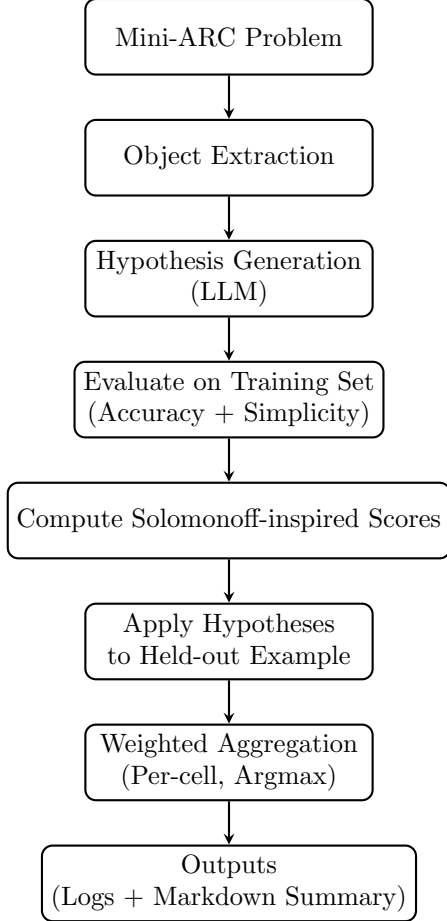 Mini-ARC Problem
Object Extraction
Hypothesis Generation
(LLM)
Evaluate on Training Set
(Accuracy + Simplicity)
Compute Solomonoff-inspired Scores
Apply Hypotheses
to Held-out Example
Weighted Aggregation
(Per-cell, Argmax)
Outputs
(Logs + Markdown Summary)